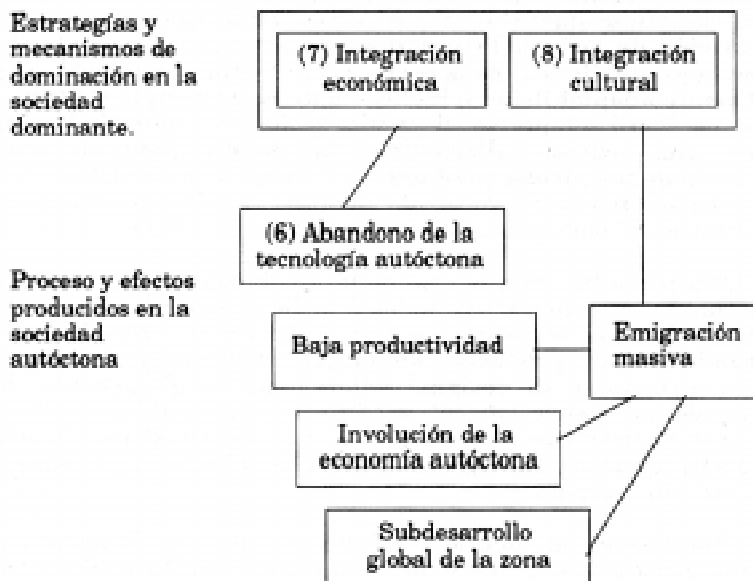 Estrategías y
mecanismos de
dominación en la
sociedad
dominante.
(7) Integración
económica
(8) Integración
cultural
(6) Abandono de la
tecnología autóctona
Proceso y efectos
producidos en la
sociedad
autóctona
Baja productividad
Emigración
masiva
Involución de la
economía autóctona
Subdesarrollo
global de la zona